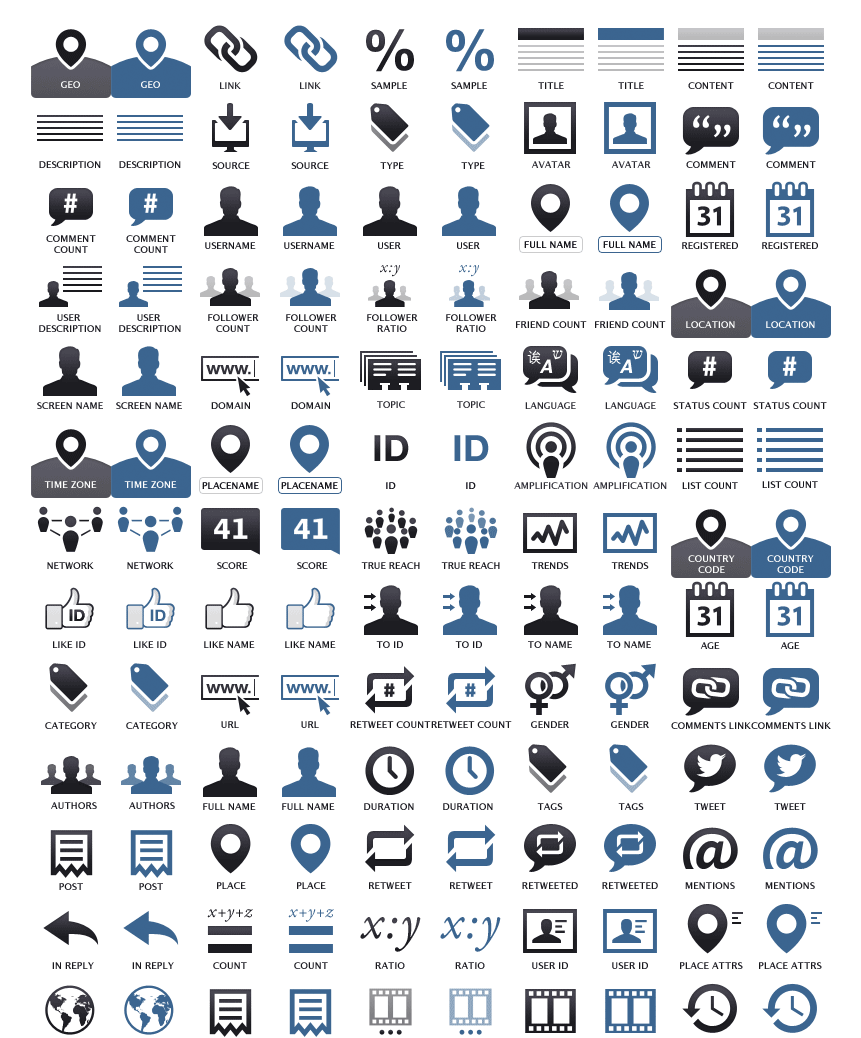 % %
GEO GEO LINK LINK SAMPLE SAMPLE TITLE TITLE CONTENT CONTENT
“„ “„
DESCRIPTION DESCRIPTION SOURCE SOURCE TYPE TYPE AVATAR AVATAR COMMENT COMMENT
# # 31 31
COMMENT COUNT COMMENT COUNT USERNAME USERNAME USER USER FULL NAME FULL NAME REGISTERED REGISTERED
x:y x:y
USER DESCRIPTION USER DESCRIPTION FOLLOWER COUNT FOLLOWER COUNT FOLLOWER RATIO FOLLOWER RATIO FRIEND COUNT FRIEND COUNT LOCATION LOCATION
www. www. 诶 A ש 诶 A ש # #
SCREEN NAME SCREEN NAME DOMAIN DOMAIN TOPIC TOPIC LANGUAGE LANGUAGE STATUS COUNT STATUS COUNT
ID ID
TIME ZONE TIME ZONE PLACENAME PLACENAME ID ID AMPLIFICATION AMPLIFICATION LIST COUNT LIST COUNT
41 41
NETWORK NETWORK SCORE SCORE TRUE REACH TRUE REACH TRENDS TRENDS COUNTRY CODE COUNTRY CODE
ID ID 31 31
LIKE ID LIKE ID LIKE NAME LIKE NAME TO ID TO ID TO NAME TO NAME AGE AGE
www. www. # #
CATEGORY CATEGORY URL URL RETWEET COUNT RETWEET COUNT GENDER GENDER COMMENTS LINK COMMENTS LINK
AUTHORS AUTHORS FULL NAME FULL NAME DURATION DURATION TAGS TAGS TWEET TWEET
@ @
POST POST PLACE PLACE RETWEET RETWEET RETWEETED RETWEETED MENTIONS MENTIONS
x+y+z x+y+z x:y x:y
IN REPLY IN REPLY COUNT COUNT RATIO RATIO USER ID USER ID PLACE ATTRS PLACE ATTRS